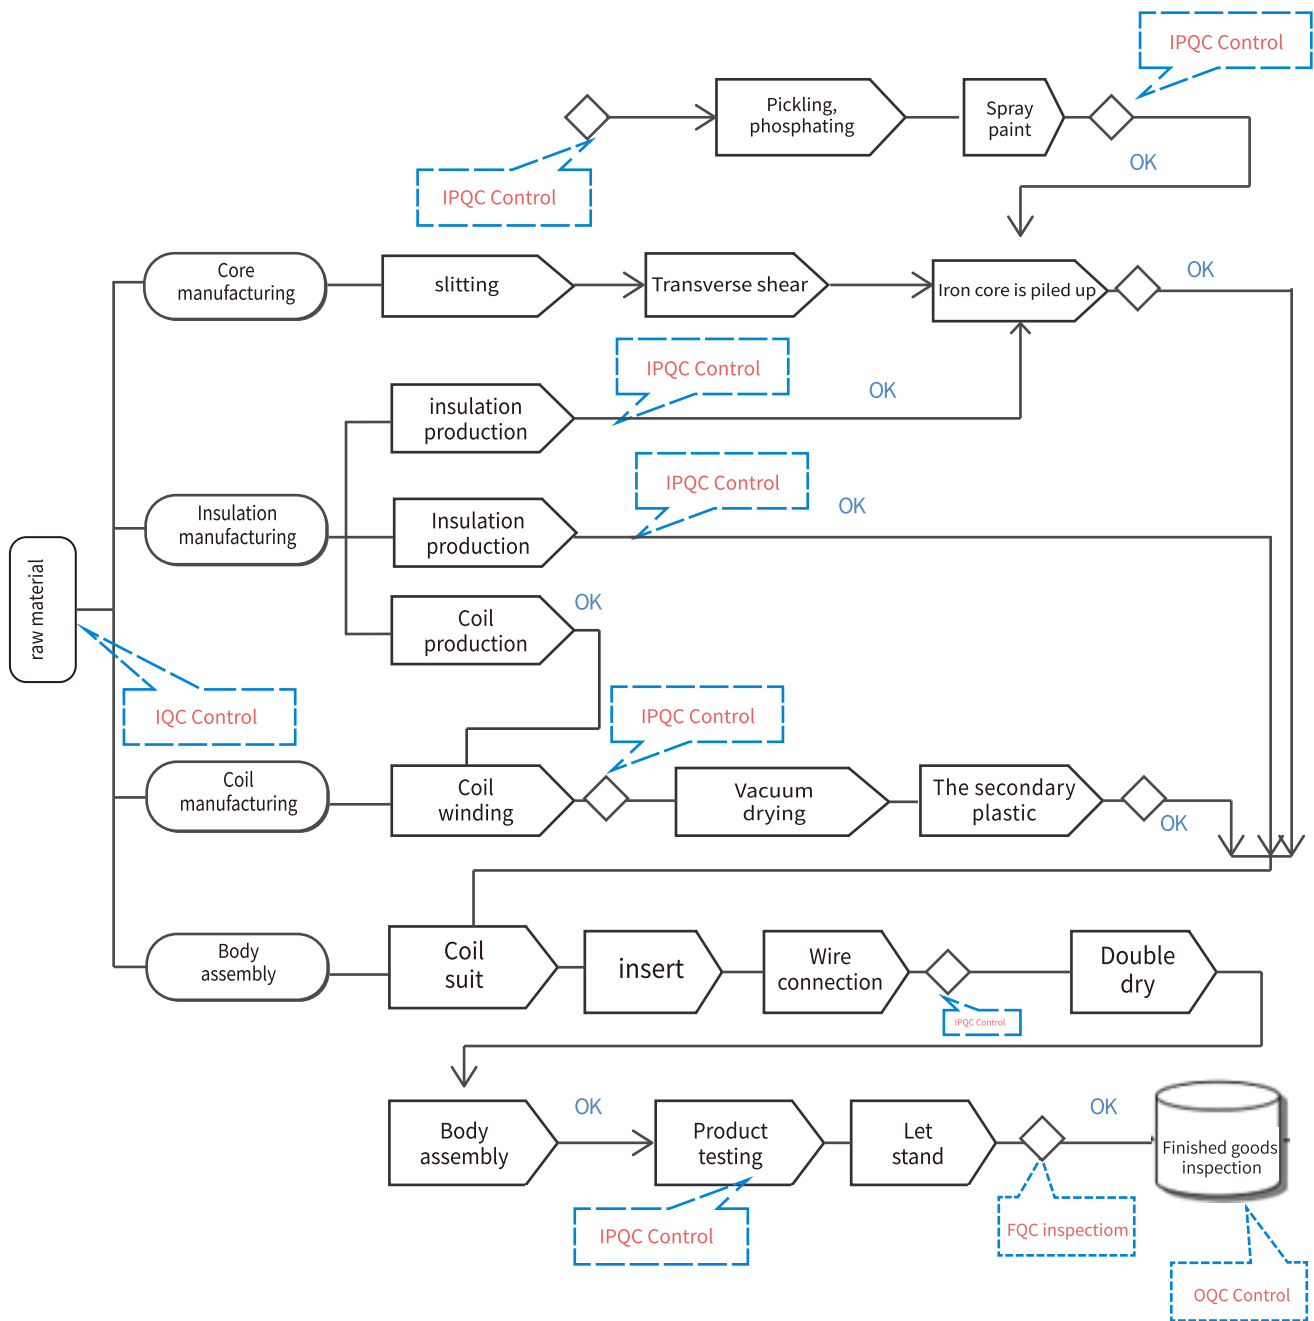 IPQC Control
Pickling,
phosphating
Spray
paint
OK
IPQC Control
Core
manufacturing
slitting
Transverse shear
Iron core is piled up
OK
IPQC Control
OK
insulation
production
IPQC Control
OK
Insulation
manufacturing
Insulation
production
raw material
OK
Coil
production
IQC Control
IPQC Control
Coil
manufacturing
Coil
winding
Vacuum
drying
The secondary
plastic
OK
Body
assembly
Coil
suit
insert
Wire
connection
IPQC Control
Double
dry
Body
assembly
OK
Product
testing
Let
stand
OK
Finished goods
inspection
IPQC Control
FQC inspectiom
OQC Control